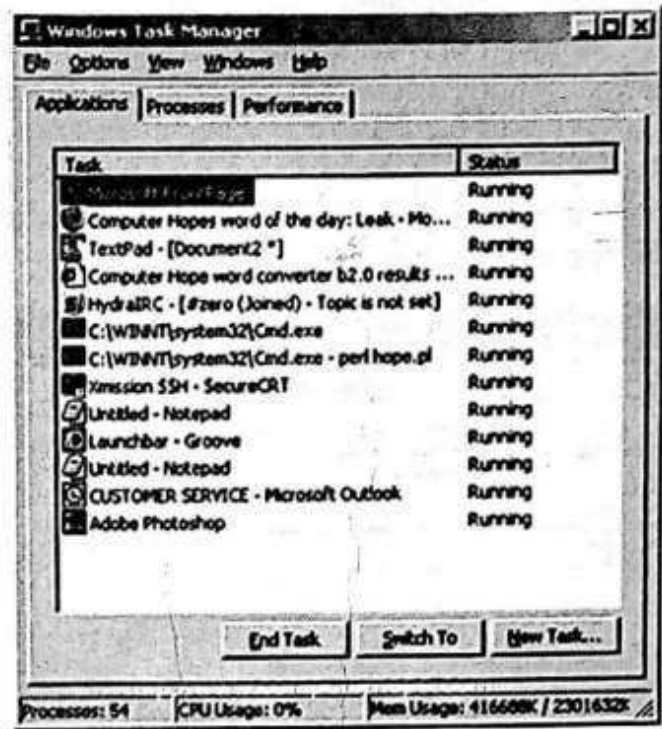 Windows Task Manager
File Options View Windows Help
Applications Processes Performance
Task Status
Microsoft FrontPage Running
Computer Hopes word of the day: Leak - Mo... Running
TextPad - [Document2 *] Running
Computer Hope word converter b2.0 results ... Running
HydraIRC - [#zero (Joined) - Topic is not set] Running
C:\WINNT\system32\Cmd.exe Running
C:\WINNT\system32\Cmd.exe - perl hope.pl Running
Xmission SSH - SecureCRT Running
Untitled - Notepad Running
Launchbar - Groove Running
Untitled - Notepad Running
CUSTOMER SERVICE - Microsoft Outlook Running
Adobe Photoshop Running
End Task Switch To New Task...
Processes: 54 CPU Usage: 0% Mem Usage: 416688K / 2301632K